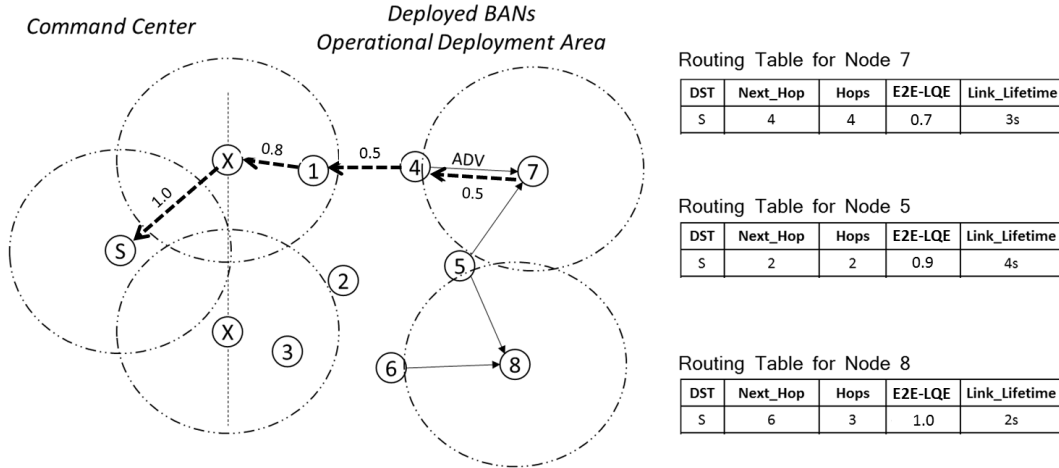 Command Center
Deployed BANs
Operational Deployment Area
X
0.8
1
0.5
4
ADV
7
0.5
1.0
S
5
2
X
3
6
8
Routing Table for Node 7
DST Next_Hop Hops E2E-LQE Link_Lifetime
S 4 4 0.7 3s
Routing Table for Node 5
DST Next_Hop Hops E2E-LQE Link_Lifetime
S 2 2 0.9 4s
Routing Table for Node 8
DST Next_Hop Hops E2E-LQE Link_Lifetime
S 6 3 1.0 2s